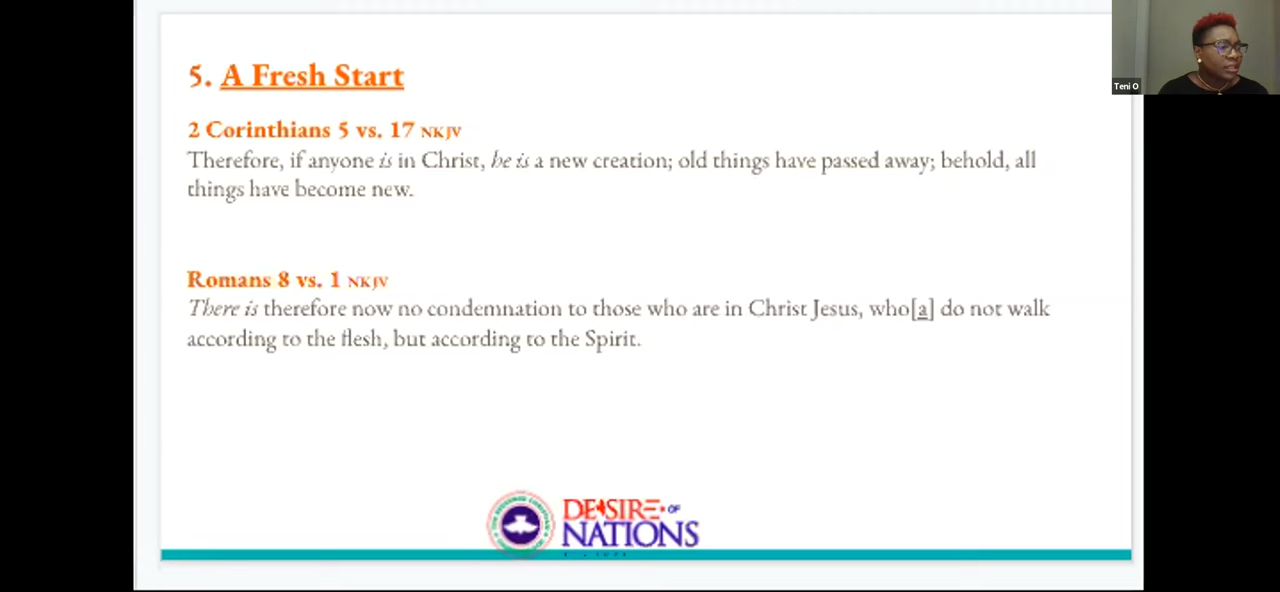 5. A Fresh Start
2 Corinthians 5 vs. 17 NKJV
Therefore, if anyone is in Christ, he is a new creation; old things have passed away; behold, all
things have become new.
Romans 8 vs. 1 NKJV
There is therefore now no condemnation to those who are in Christ Jesus, who[a] do not walk
according to the flesh, but according to the Spirit.
DESIRE OF
NATIONS
Teni O